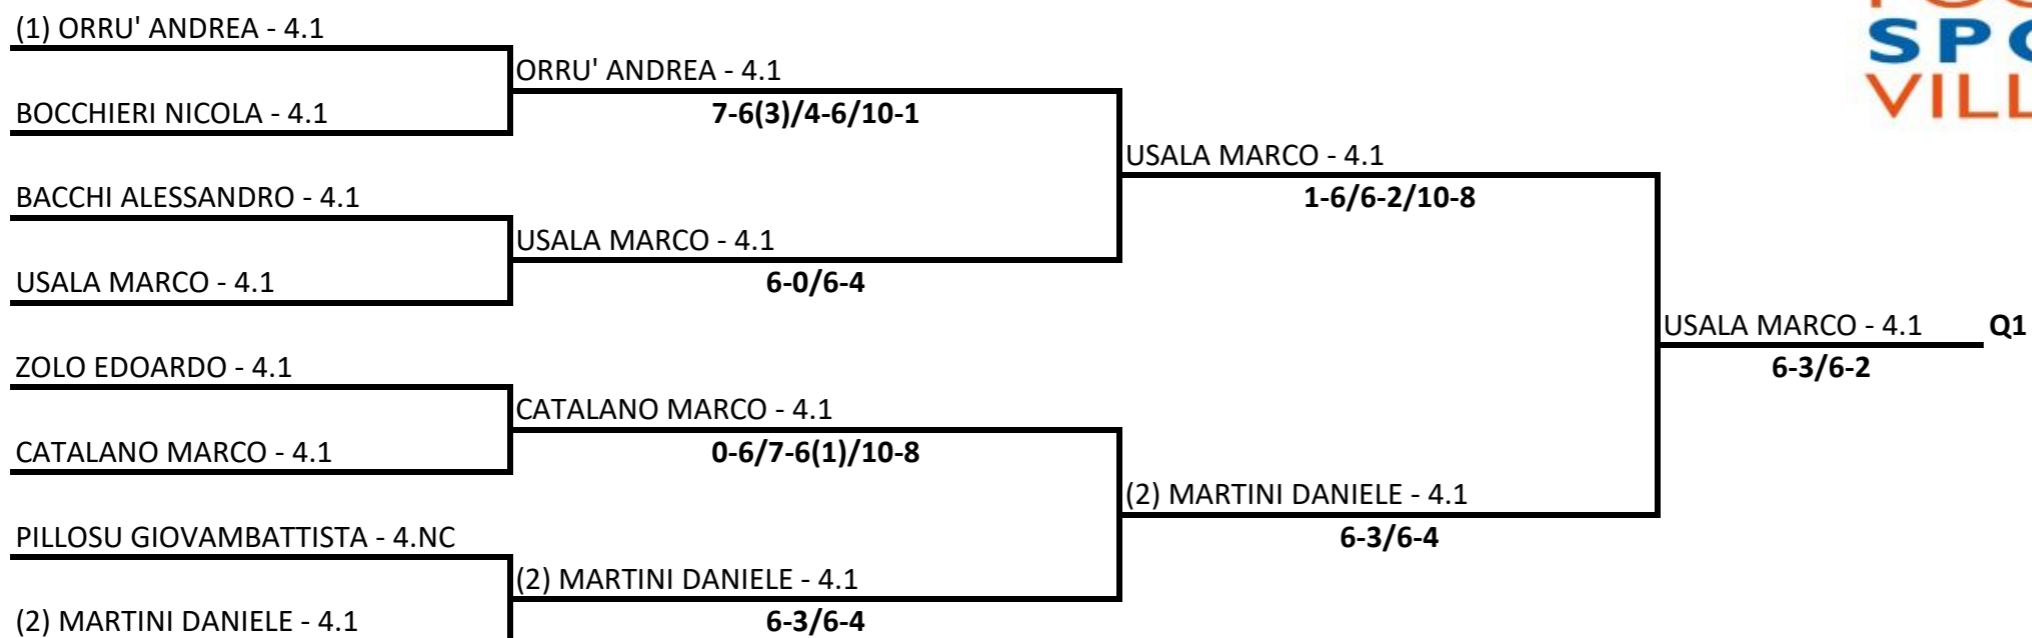 (1) ORRU' ANDREA - 4.1
ORRU' ANDREA - 4.1
BOCCHIERI NICOLA - 4.1
7-6(3)/4-6/10-1
SPO
VILL
USALA MARCO - 4.1
BACCHI ALESSANDRO - 4.1
1-6/6-2/10-8
USALA MARCO - 4.1
USALA MARCO - 4.1
6-0/6-4
USALA MARCO - 4.1 Q1
ZOLO EDOARDO - 4.1
6-3/6-2
CATALANO MARCO - 4.1
CATALANO MARCO - 4.1
0-6/7-6(1)/10-8
(2) MARTINI DANIELE - 4.1
PILLOSU GIOVAMBATTISTA - 4.NC
6-3/6-4
(2) MARTINI DANIELE - 4.1
(2) MARTINI DANIELE - 4.1
6-3/6-4